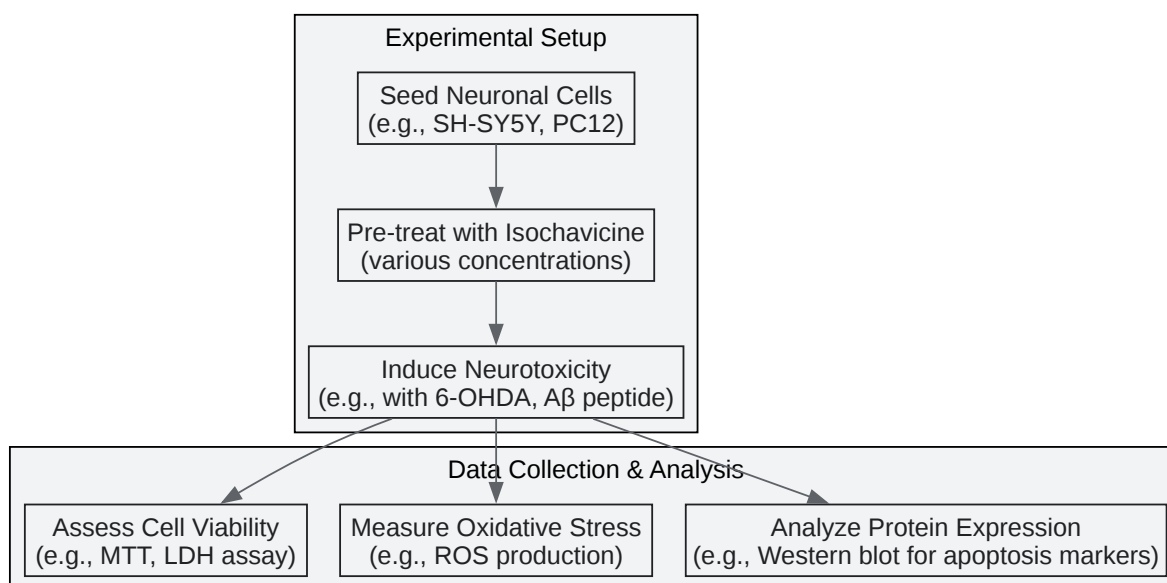 Experimental Setup
Seed Neuronal Cells
(e.g., SH-SY5Y, PC12)
Pre-treat with Isochavicine
(various concentrations)
Induce Neurotoxicity
(e.g., with 6-OHDA, Aβ peptide)
Data Collection & Analysis
Assess Cell Viability
(e.g., MTT, LDH assay)
Measure Oxidative Stress
(e.g., ROS production)
Analyze Protein Expression
(e.g., Western blot for apoptosis markers)